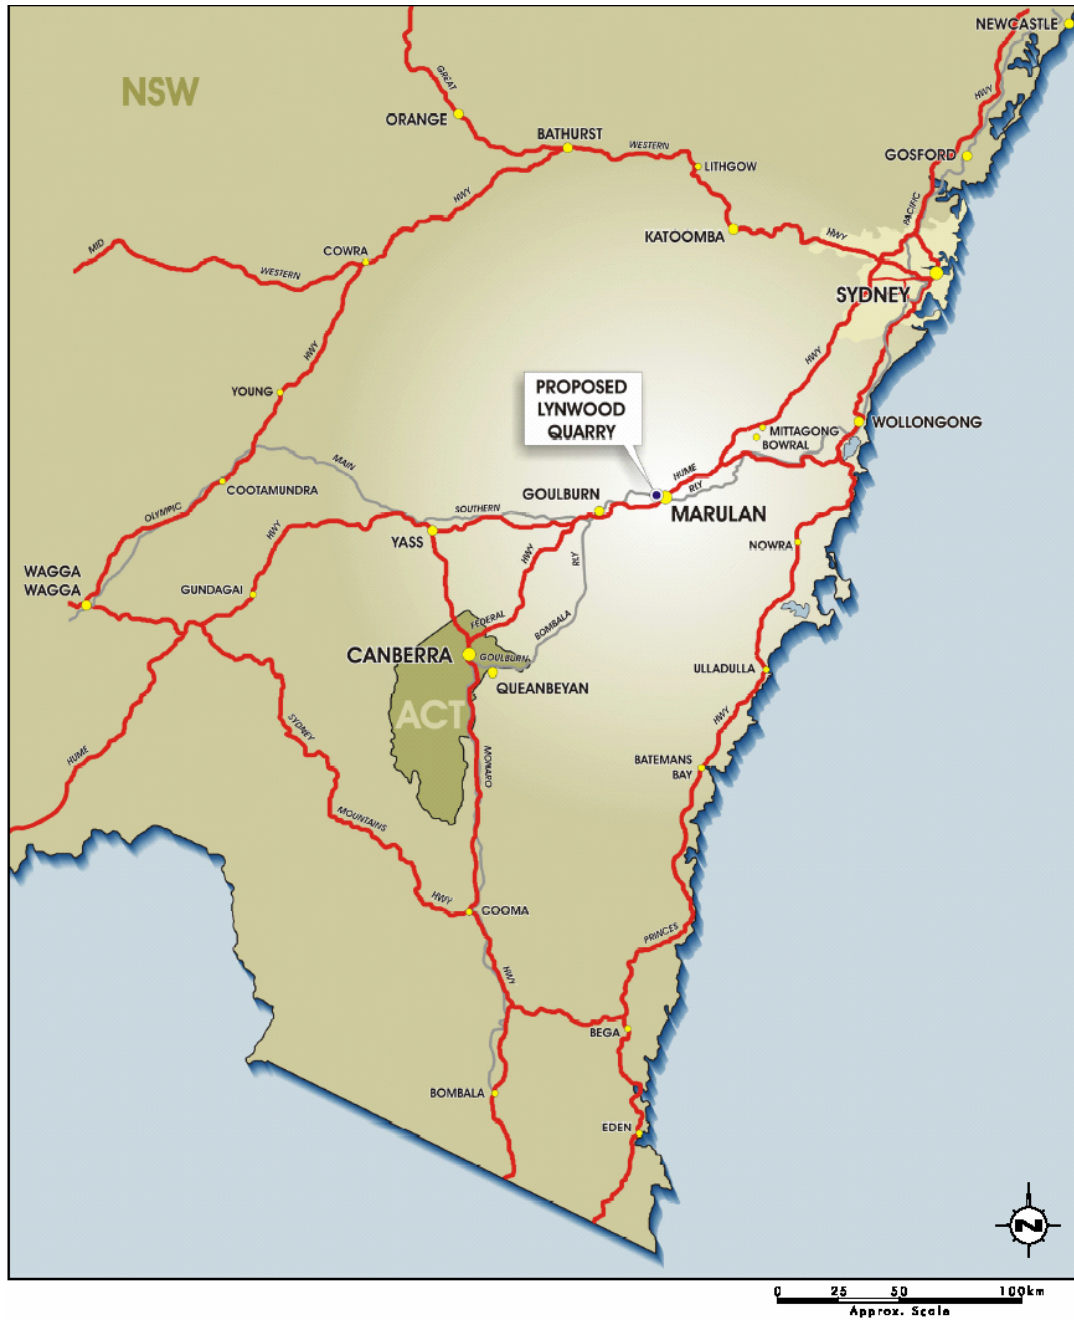 NEWCASTLE
NSW
GREAT
HWY
ORANGE
BATHURST
WESTERN
LITHGOW
GOSFORD
HWY
PACIFIC
KATOOMBA
HWY
MID
WESTERN
COWRA
SYDNEY
HWY
HWY
PROPOSED
LYNWOOD
QUARRY
YOUNG
MITTAGONG
BOWRAL
WOLLONGONG
MAIN
HUME
RLY
COOTAMUNDRA
GOULBURN
OLYMPIC
SOUTHERN
MARULAN
HWY
YASS
HWY
RLY
NOWRA
WAGGA
WAGGA
GUNDAGAI
FEDERAL
BOMBALA
CANBERRA
GOULBURN
QUEANBEYAN
ULLADULLA
ACT
HWY
SYDNEY
HUME
MONARO
BATEMANS
BAY
MOUNTAINS
HWY
COOMA
PRINCES
HWY
BEGA
BOMBALA
EDEN
N
0 25 50 100km
Approx. Scale